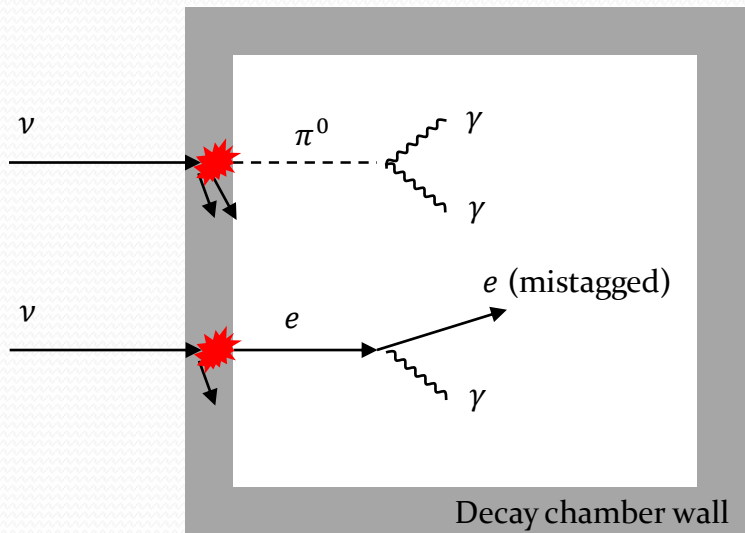 ν
π⁰
γ
γ
e (mistagged)
ν
e
γ
Decay chamber wall